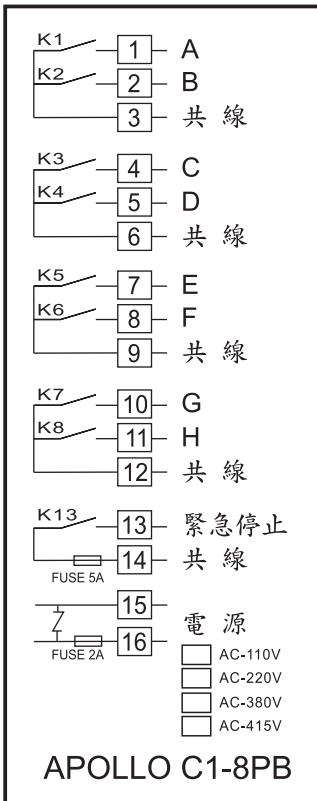 K1 1 A
K2 2 B
3 共線
K3 4 C
K4 5 D
6 共線
K5 7 E
K6 8 F
9 共線
K7 10 G
K8 11 H
12 共線
K13 13 緊急停止
14 共線
FUSE 5A
15
電源
16
FUSE 2A
AC-110V
AC-220V
AC-380V
AC-415V
APOLLO C1-8PB